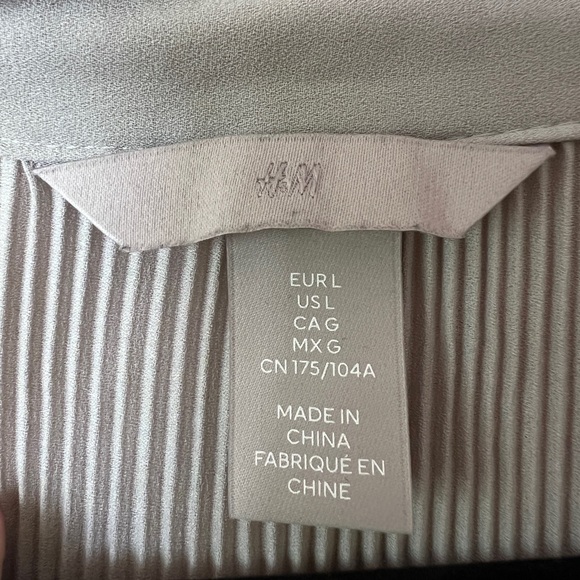 H&M
EUR L
US L
CA G
MX G
CN 175/104A
MADE IN
CHINA
FABRIQUÉ EN
CHINE